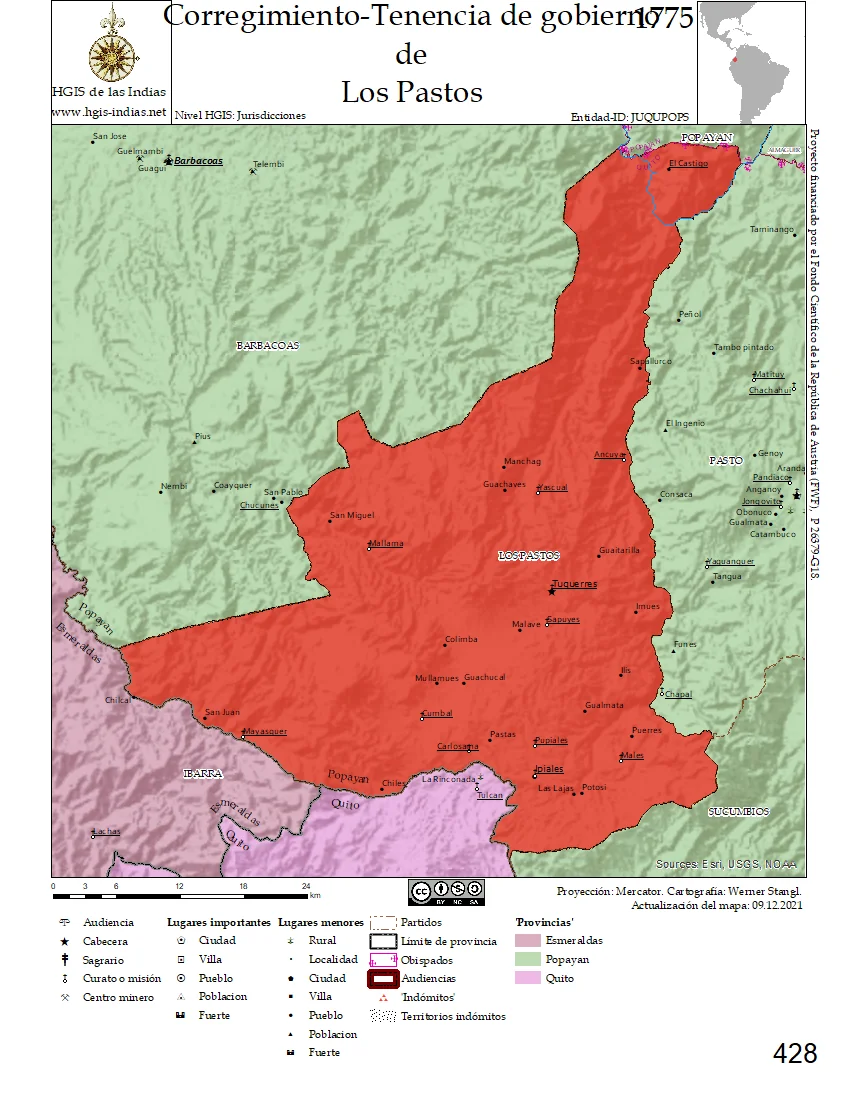 Corregimiento-Tenencia de gobierno
1775
de
Los Pastos
HGIS de las Indias
www.hgis-indias.net
Nivel HGIS: Jurisdicciones
Entidad-ID: JUQUPOPS
Proyecto financiado por el Fondo Científico de la República de Austria (FWF), P 26379-G18.
San Jose
Guelmambi
Guagui
Barbacoas
Telembi
POPAYAN
POPAYAN
QUITO
ALMAGUER
El Castigo
Taminango
Peñol
Tambo pintado
BARBACOAS
Sapallurco
Matituy
Chachahui
El Ingenio
Pius
Ancuya
PASTO
Genoy
Aranda
Manchag
Pandiaco
Nembi
Coayquer
San Pablo
Guachaves
Yascual
Anganoy
Chucunes
Consaca
Jongovito
San Miguel
Obonuco
Gualmata
Catambuco
Mallama
LOS PASTOS
Guaitarilla
Yaquanquer
Tuquerres
Tangua
Popayan
Esmeraldas
Imues
Malave
Sapuyes
Colimba
Funes
Mullamues
Guachucal
Ilis
Chapal
Chilcal
San Juan
Cumbal
Gualmata
Mayasquer
Carlosama
Pastas
Pupiales
Puerres
Males
IBARRA
Popayan
Chiles
La Rinconada
Ipiales
Tulcan
Las Lajas
Potosi
Esmeraldas
Quito
Quito
SUCUMBIOS
Lachas
Sources: Esri, USGS, NOAA
0 3 6 12 18 24
km
CC
BY NC SA
Proyección: Mercator. Cartografía: Werner Stangl.
Actualización del mapa: 09.12.2021
Audiencia
Cabecera
Sagrario
Curato o misión
Centro minero
Lugares importantes
Ciudad
Villa
Pueblo
Poblacion
Fuerte
Lugares menores
Rural
Localidad
Ciudad
Villa
Pueblo
Poblacion
Fuerte
Partidos
Límite de provincia
Obispados
Audiencias
'Indómitos'
Territorios indómitos
'Provincias'
Esmeraldas
Popayan
Quito
428